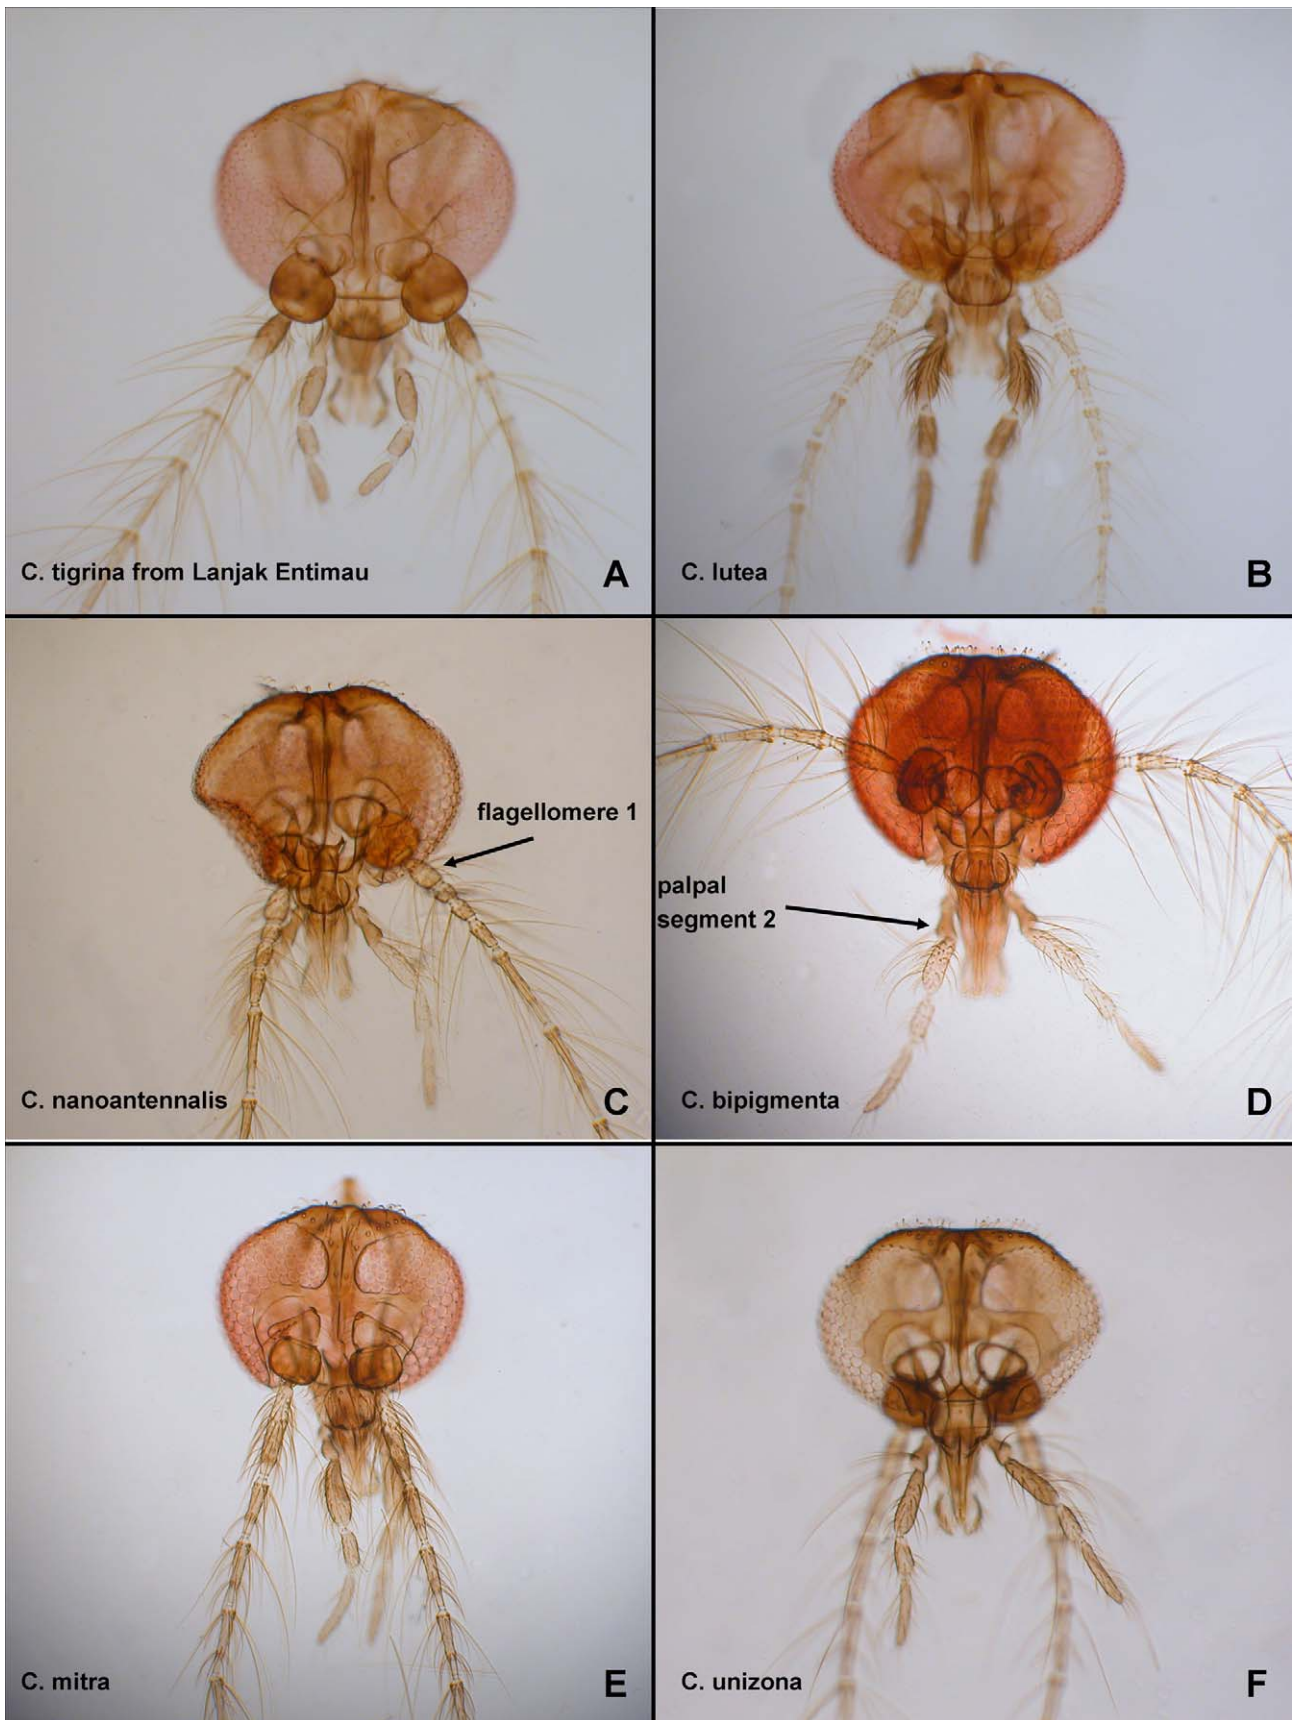 C. tigrina from Lanjak Entimau
A
C. lutea
B
flagellomere 1
C. nanoantennalis
C
palpal
segment 2
C. bipigmenta
D
C. mitra
E
C. unizona
F